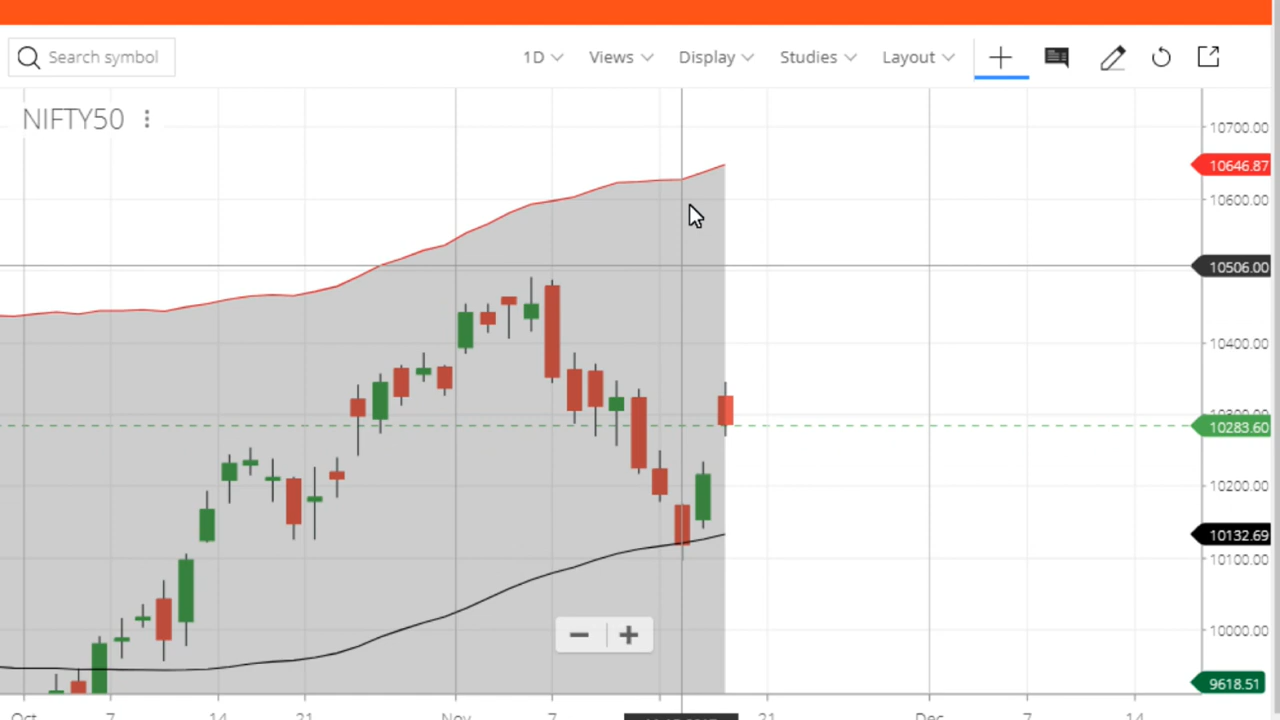 Search symbol
1D Views Display Studies Layout
NIFTY50
10700.00
10646.87
10600.00
10506.00
10400.00
10283.60
10200.00
10132.69
10100.00
10000.00
9618.51
Oct 7 14 21 Nov 7 21 Dec 7 14